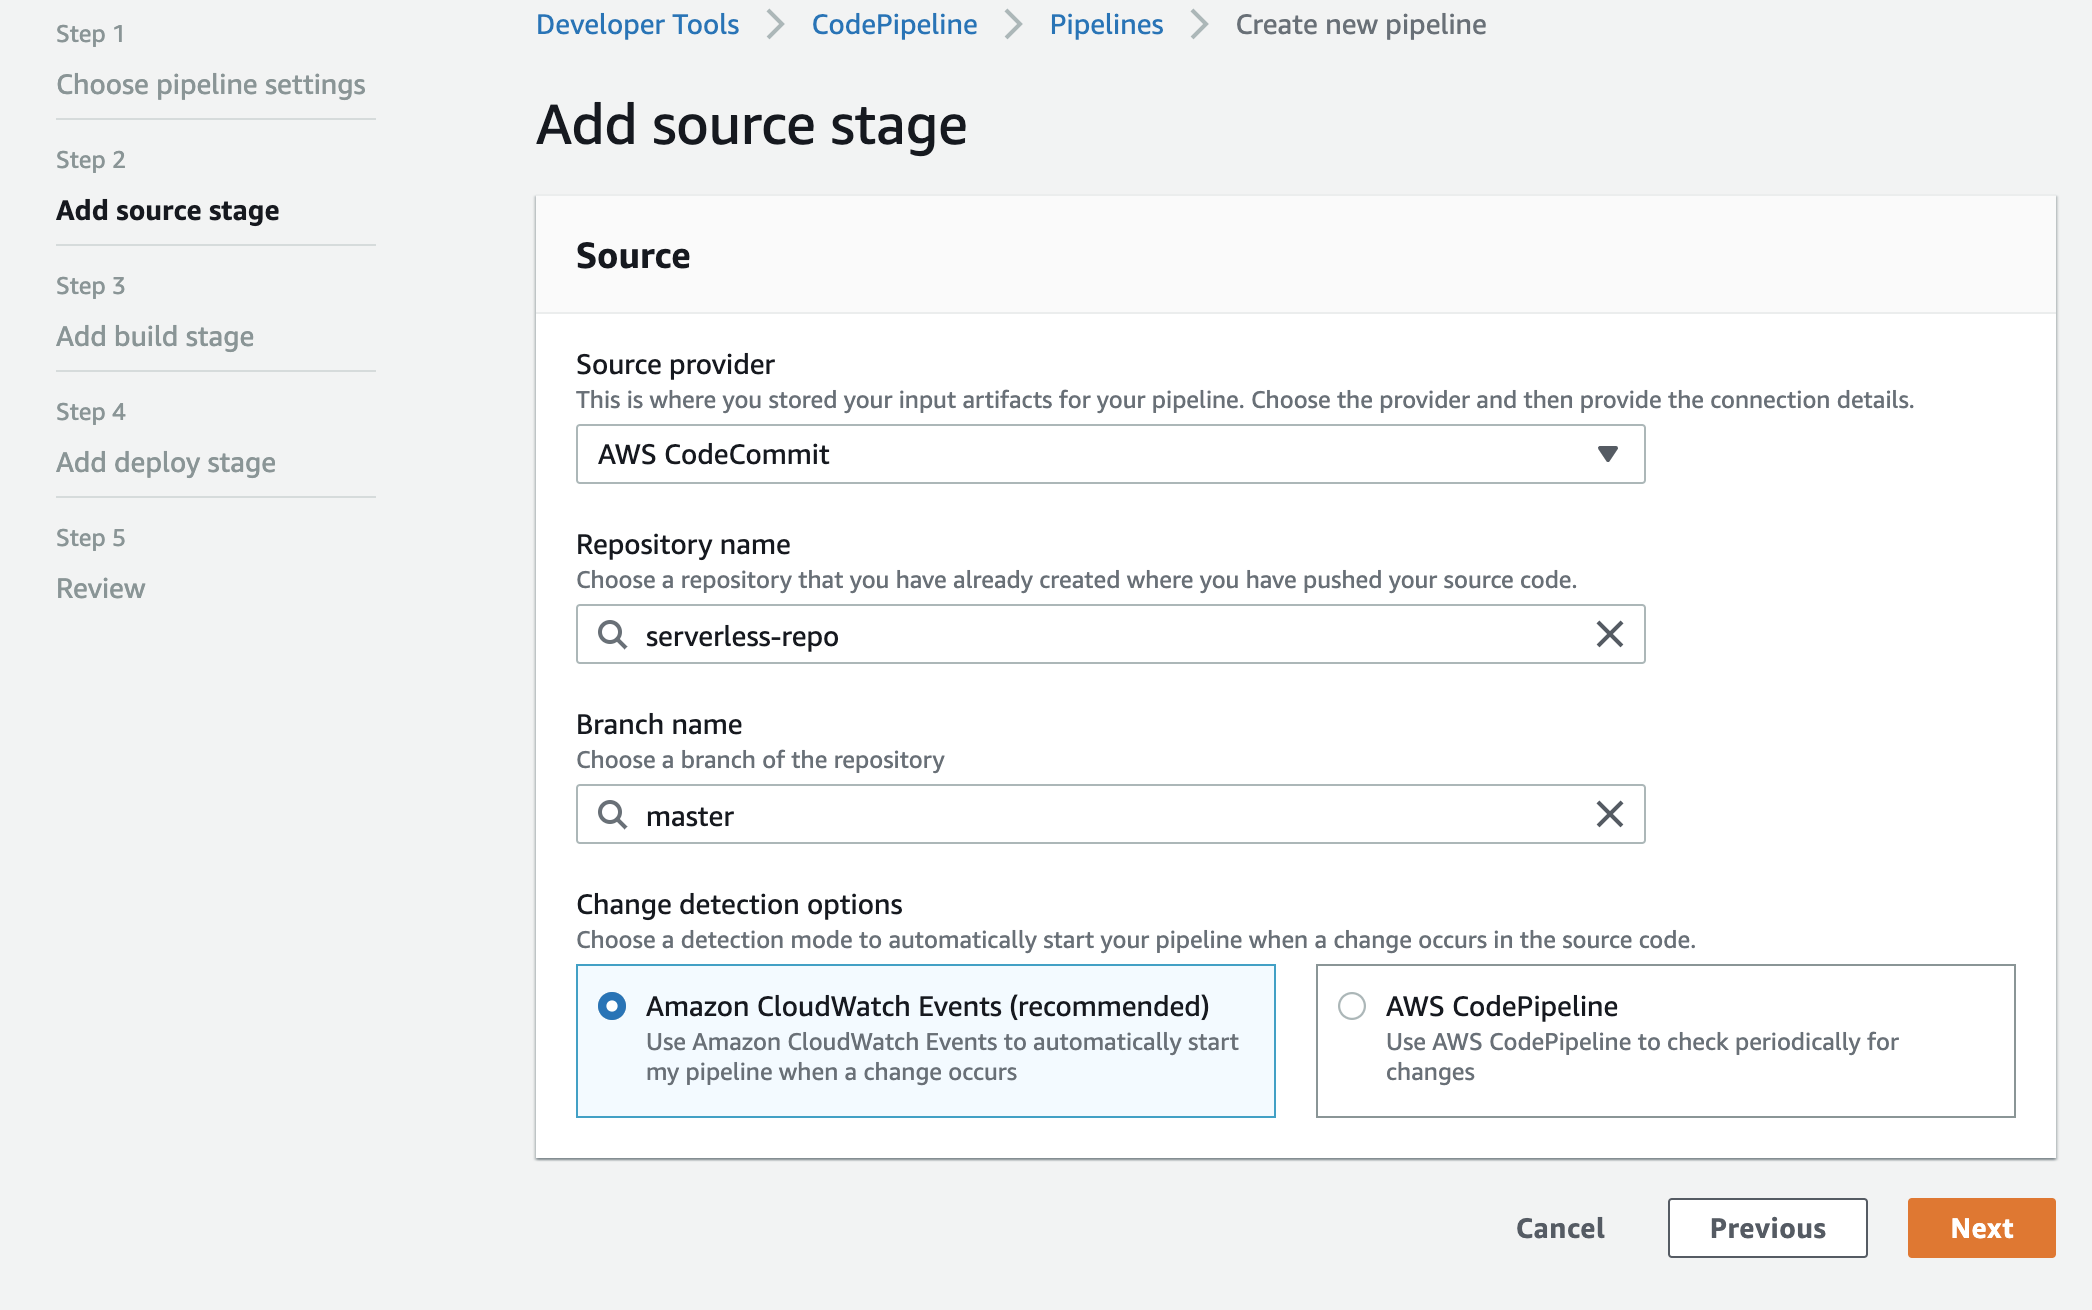 Step 1
Choose pipeline settings
Step 2
Add source stage
Step 3
Add build stage
Step 4
Add deploy stage
Step 5
Review
Developer Tools > CodePipeline > Pipelines > Create new pipeline
Add source stage
Source
Source provider
This is where you stored your input artifacts for your pipeline. Choose the provider and then provide the connection details.
AWS CodeCommit
Repository name
Choose a repository that you have already created where you have pushed your source code.
serverless-repo
Branch name
Choose a branch of the repository
master
Change detection options
Choose a detection mode to automatically start your pipeline when a change occurs in the source code.
Amazon CloudWatch Events (recommended)
Use Amazon CloudWatch Events to automatically start
my pipeline when a change occurs
AWS CodePipeline
Use AWS CodePipeline to check periodically for
changes
Cancel
Previous
Next